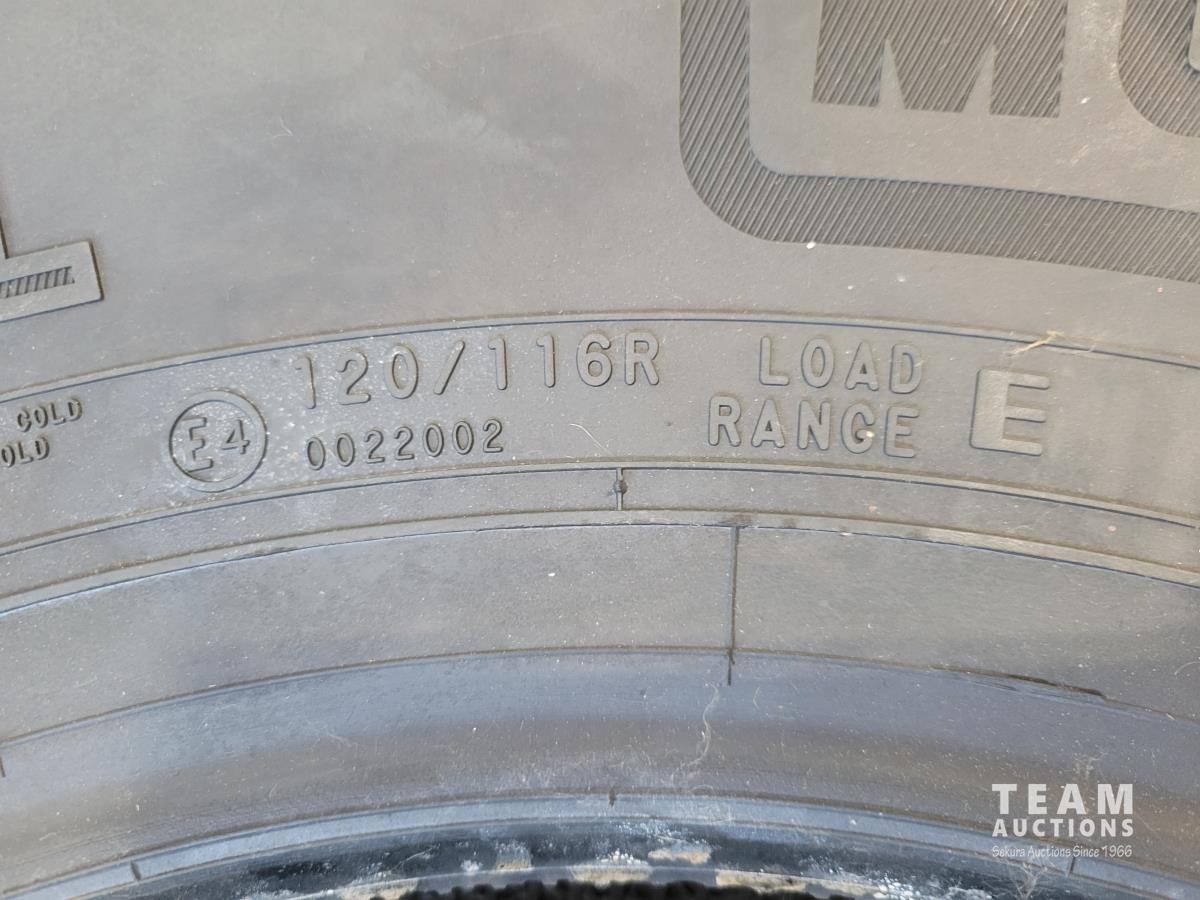 M
L
120/116R LOAD RANGE E
E4 0022002
COLD
OLD
TEAM
AUCTIONS
Sekura Auctions Since 1966